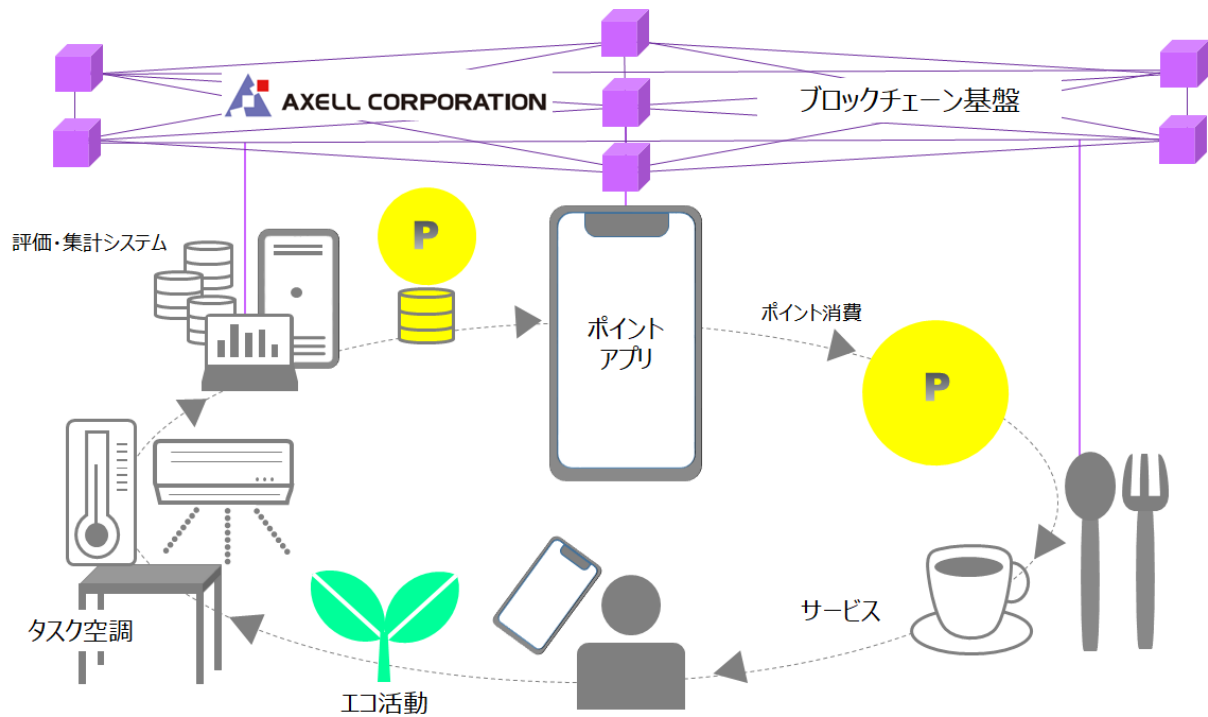 AXELL CORPORATION
ブロックチェーン基盤
評価・集計システム
P
ポイント
アプリ
ポイント消費
P
タスク空調
エコ活動
サービス